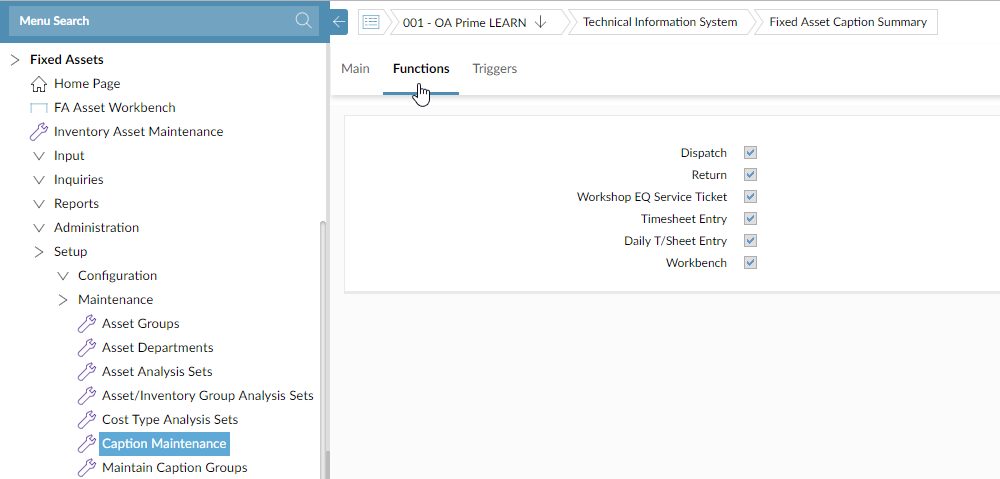 Menu Search
001 - OA Prime LEARN
Technical Information System
Fixed Asset Caption Summary
Fixed Assets
Home Page
FA Asset Workbench
Inventory Asset Maintenance
Input
Inquiries
Reports
Administration
Setup
Configuration
Maintenance
Asset Groups
Asset Departments
Asset Analysis Sets
Asset/Inventory Group Analysis Sets
Cost Type Analysis Sets
Caption Maintenance
Maintain Caption Groups
Main
Functions
Triggers
Dispatch
Return
Workshop EQ Service Ticket
Timesheet Entry
Daily T/Sheet Entry
Workbench